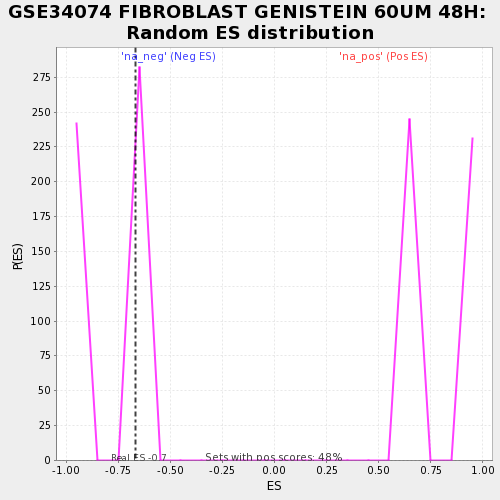 GSE34074 FIBROBLAST GENISTEIN 60UM 48H:
Random ES distribution
'na_neg' (Neg ES)
'na_pos' (Pos ES)
275
250
225
200
175
150
125
100
75
50
25
0
P(ES)
Real ES -0.7
Sets with pos scores: 48%
-1.00 -0.75 -0.50 -0.25 0.00 0.25 0.50 0.75 1.00
ES